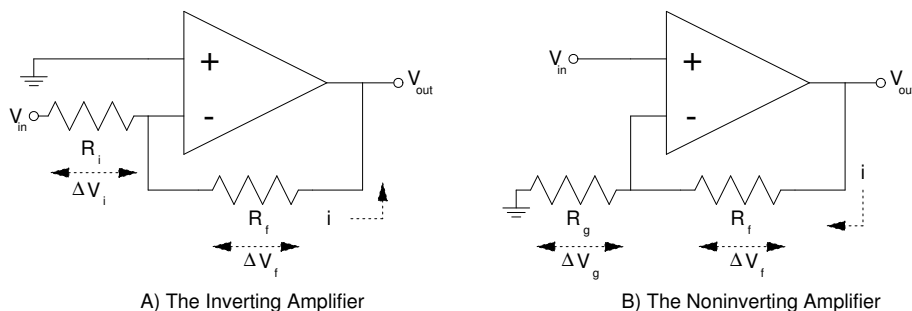 +
-
V_in
R_i
ΔV_i
R_f
ΔV_f
i
V_out
A) The Inverting Amplifier
V_in
+
-
V_ou
i
R_g
ΔV_g
R_f
ΔV_f
B) The Noninverting Amplifier